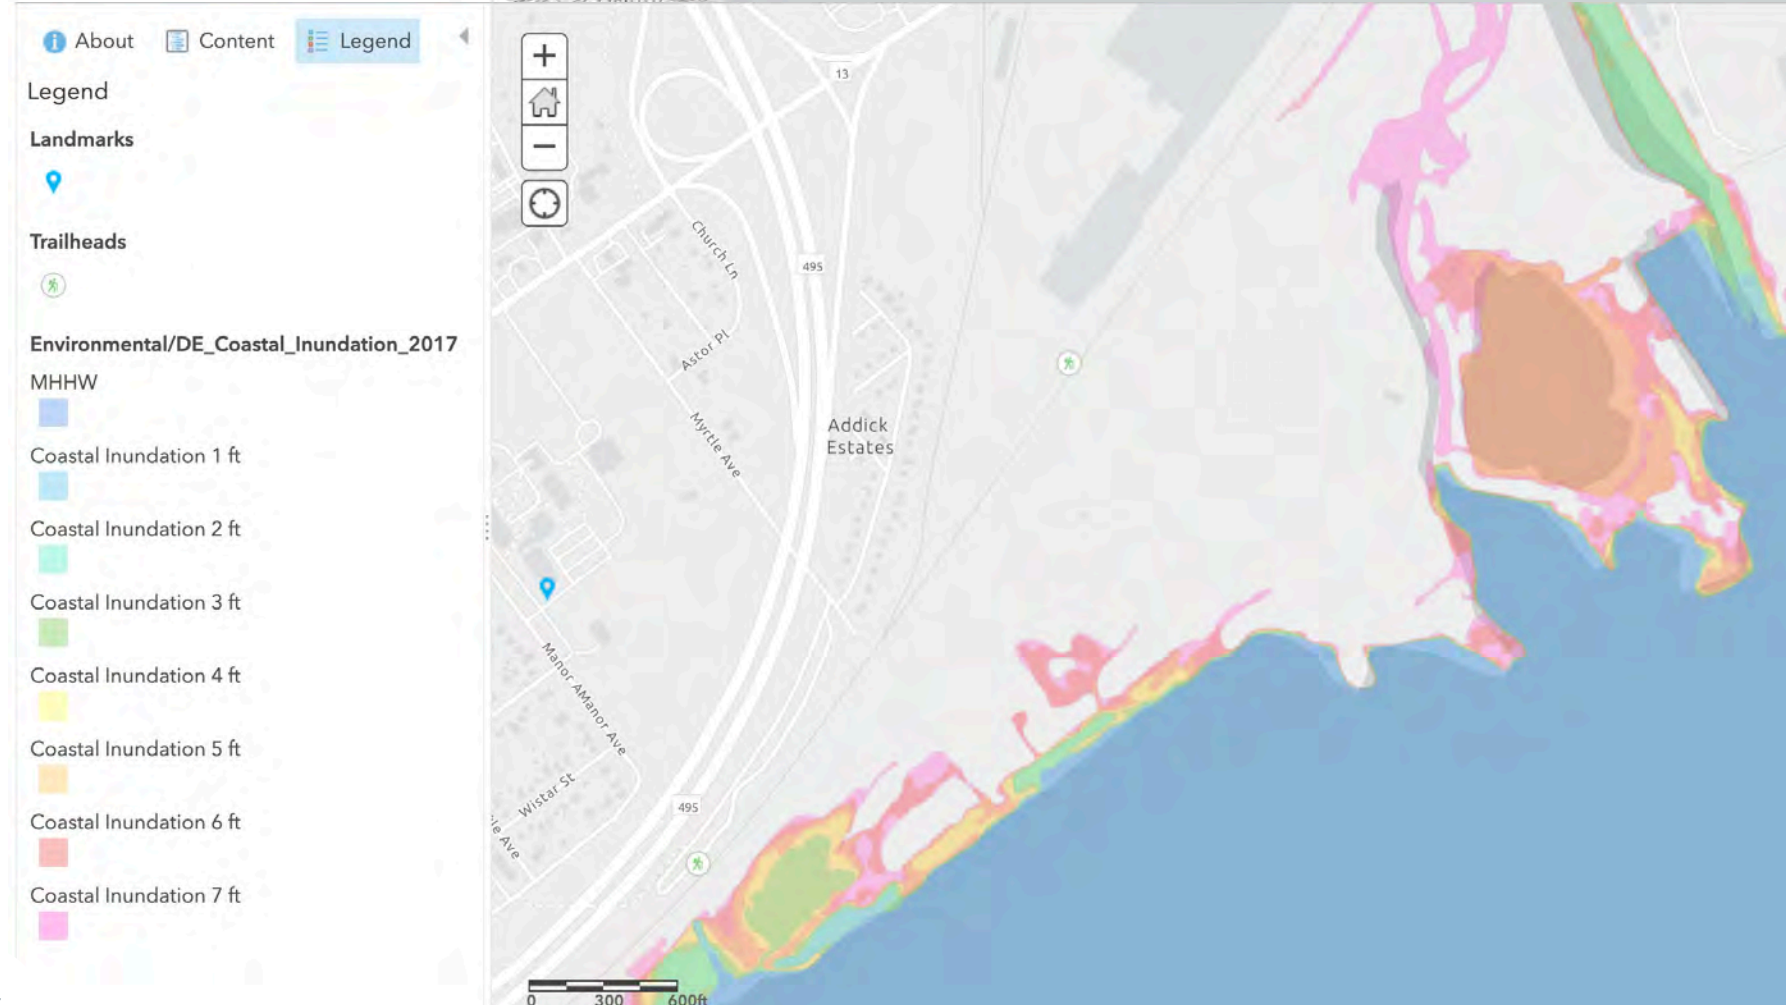 About Content Legend
Legend
Landmarks
Trailheads
Environmental/DE_Coastal_Inundation_2017
MHHW
Coastal Inundation 1 ft
Coastal Inundation 2 ft
Coastal Inundation 3 ft
Coastal Inundation 4 ft
Coastal Inundation 5 ft
Coastal Inundation 6 ft
Coastal Inundation 7 ft
13
Church Ln
495
Astor Pl
Myrtle Ave
Addick
Estates
Manor AManor Ave
Wistar St
495
le Ave
0 300 600ft